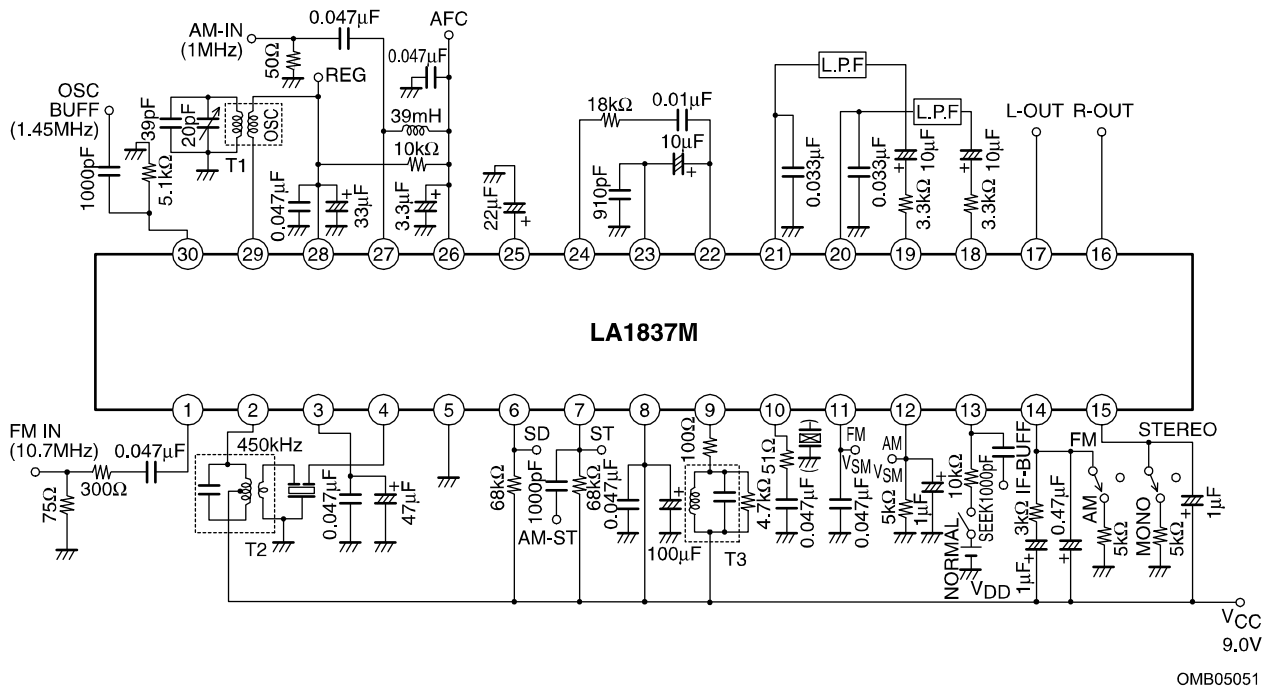 AM-IN
(1MHz)
0.047µF
AFC
50Ω
0.047µF
REG
OSC
BUFF
(1.45MHz)
39pF
20pF
OSC
T1
39mH
10kΩ
1000pF
5.1kΩ
0.047µF
33µF
3.3µF
22µF
18kΩ
0.01µF
10µF
910pF
L.P.F
L.P.F
0.033µF
0.033µF
10µF
10µF
3.3kΩ
3.3kΩ
L-OUT
R-OUT
30 29 28 27 26 25 24 23 22 21 20 19 18 17 16
LA1837M
1 2 3 4 5 6 7 8 9 10 11 12 13 14 15
FM IN
(10.7MHz)
0.047µF
300Ω
75Ω
450kHz
T2
0.047µF
47µF
SD
68kΩ
1000pF
AM-ST
ST
68kΩ
0.047µF
100µF
100Ω
T3
4.7kΩ
51Ω
0.047µF
FM
VSM
0.047µF
AM
VSM
5kΩ
1µF
10kΩ
SEEK
1000pF
IF-BUFF
NORMAL
VDD
3kΩ
1µF
0.47µF
FM
AM
5kΩ
STEREO
MONO
5kΩ
1µF
VCC
9.0V
OMB05051